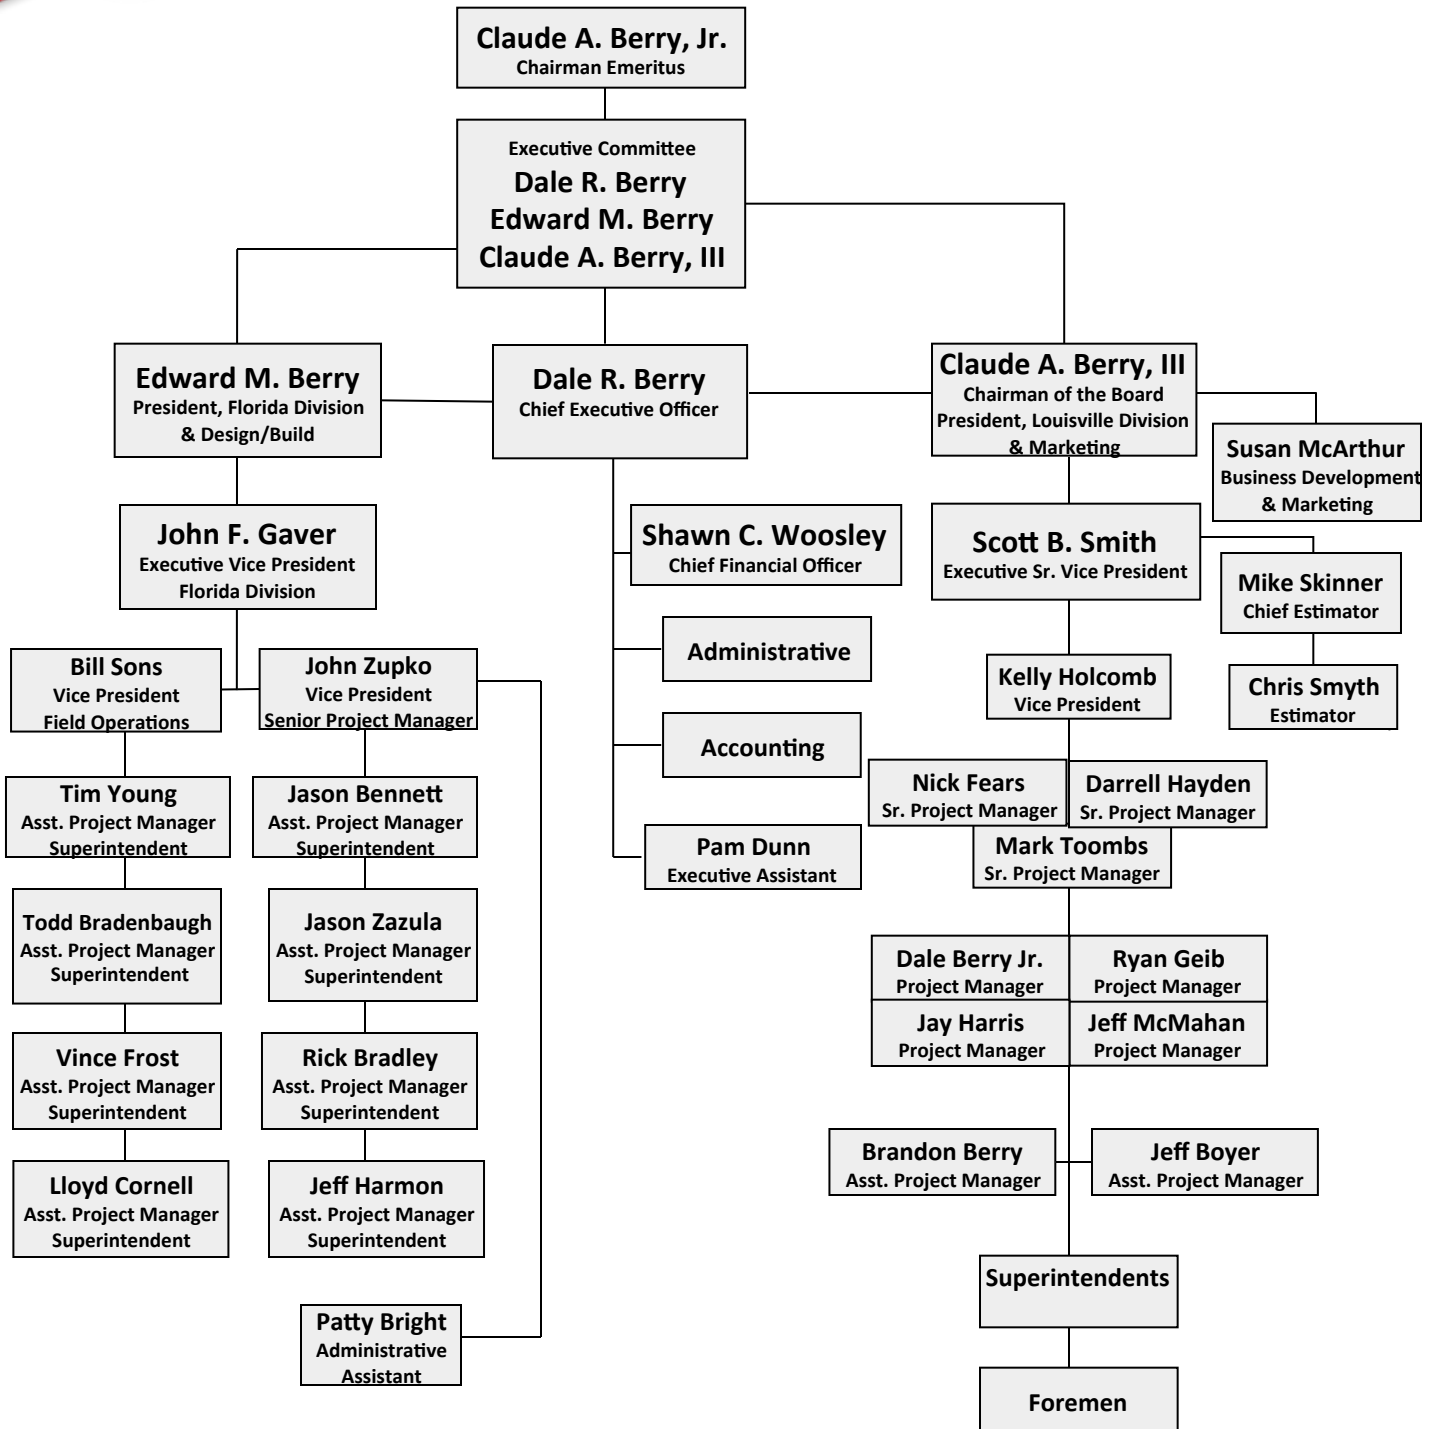 Claude A. Berry, Jr.
Chairman Emeritus
Executive Committee
Dale R. Berry
Edward M. Berry
Claude A. Berry, III
Edward M. Berry
President, Florida Division
& Design/Build
Dale R. Berry
Chief Executive Officer
Claude A. Berry, III
Chairman of the Board
President, Louisville Division
& Marketing
Susan McArthur
Business Development
& Marketing
John F. Gaver
Executive Vice President
Florida Division
Shawn C. Woosley
Chief Financial Officer
Scott B. Smith
Executive Sr. Vice President
Mike Skinner
Chief Estimator
Chris Smyth
Estimator
Administrative
Accounting
Pam Dunn
Executive Assistant
Bill Sons
Vice President
Field Operations
John Zupko
Vice President
Senior Project Manager
Tim Young
Asst. Project Manager
Superintendent
Jason Bennett
Asst. Project Manager
Superintendent
Todd Bradenbaugh
Asst. Project Manager
Superintendent
Jason Zazula
Asst. Project Manager
Superintendent
Vince Frost
Asst. Project Manager
Superintendent
Rick Bradley
Asst. Project Manager
Superintendent
Lloyd Cornell
Asst. Project Manager
Superintendent
Jeff Harmon
Asst. Project Manager
Superintendent
Patty Bright
Administrative
Assistant
Kelly Holcomb
Vice President
Nick Fears
Sr. Project Manager
Darrell Hayden
Sr. Project Manager
Mark Toombs
Sr. Project Manager
Dale Berry Jr.
Project Manager
Ryan Geib
Project Manager
Jay Harris
Project Manager
Jeff McMahan
Project Manager
Brandon Berry
Asst. Project Manager
Jeff Boyer
Asst. Project Manager
Superintendents
Foremen